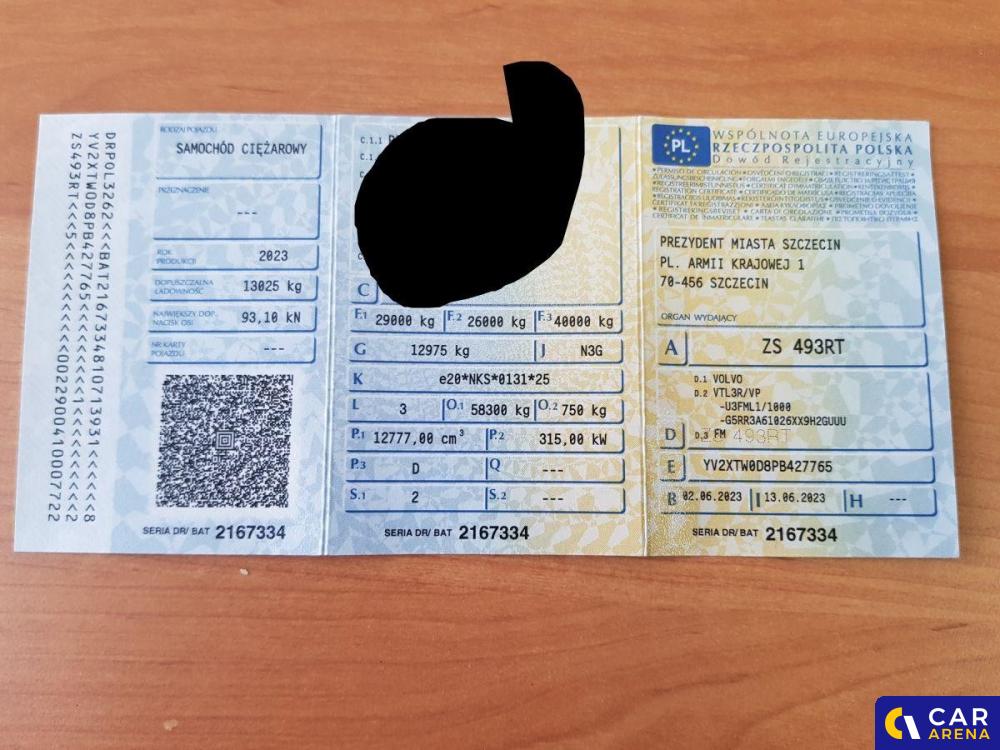 DRPOL3262<<BAT21673348107139<31<<<<<<8
YV2XTW0D8PB427765<<<<<<<1<<<<<<<<<<<<2
ZS493RT<<<5<<<<<<<<<<<<0022900410007722
RODZAJ POJAZDU
SAMOCHÓD CIĘŻAROWY
PRZEZNACZENIE
---
ROK PRODUKCJI
2023
DOPUSZCZALNA ŁADOWNOŚĆ
13025 kg
NAJWIĘKSZY DOP. NACISK OSI
93,10 kN
NR KARTY POJAZDU
---
SERIA DR/ BAT 2167334
C.1.1
C
F.1 29000 kg F.2 26000 kg F.3 40000 kg
G 12975 kg J N3G
K e20*NKS*0131*25
L 3 O.1 58300 kg O.2 750 kg
P.1 12777,00 cm³ P.2 315,00 kW
P.3 D Q ---
S.1 2 S.2 ---
SERIA DR/ BAT 2167334
PL
WSPÓLNOTA EUROPEJSKA
RZECZPOSPOLITA POLSKA
Dowód Rejestracyjny
PREZYDENT MIASTA SZCZECIN
PL. ARMII KRAJOWEJ 1
70-456 SZCZECIN
ORGAN WYDAJĄCY
A ZS 493RT
D.1 VOLVO
D.2 VTL3R/VP
-U3FML1/1000
-G5RR3A61026XX9H2GUUU
D D.3 FM
ZS 493RT
E YV2XTW0D8PB427765
B 02.06.2023 I 13.06.2023 H ---
SERIA DR/ BAT 2167334
CAR
ARENA